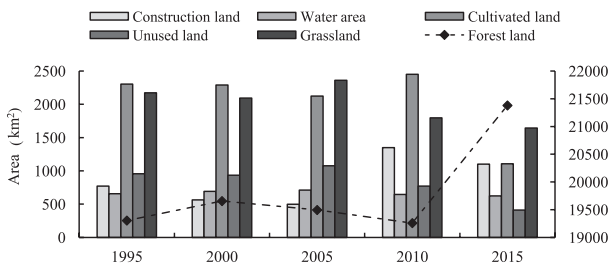 Construction land Water area Cultivated land
Unused land Grassland Forest land
Area (km²)
2500 22000
2000 21500
21000
1500 20500
1000 20000
500 19500
0 19000
1995 2000 2005 2010 2015